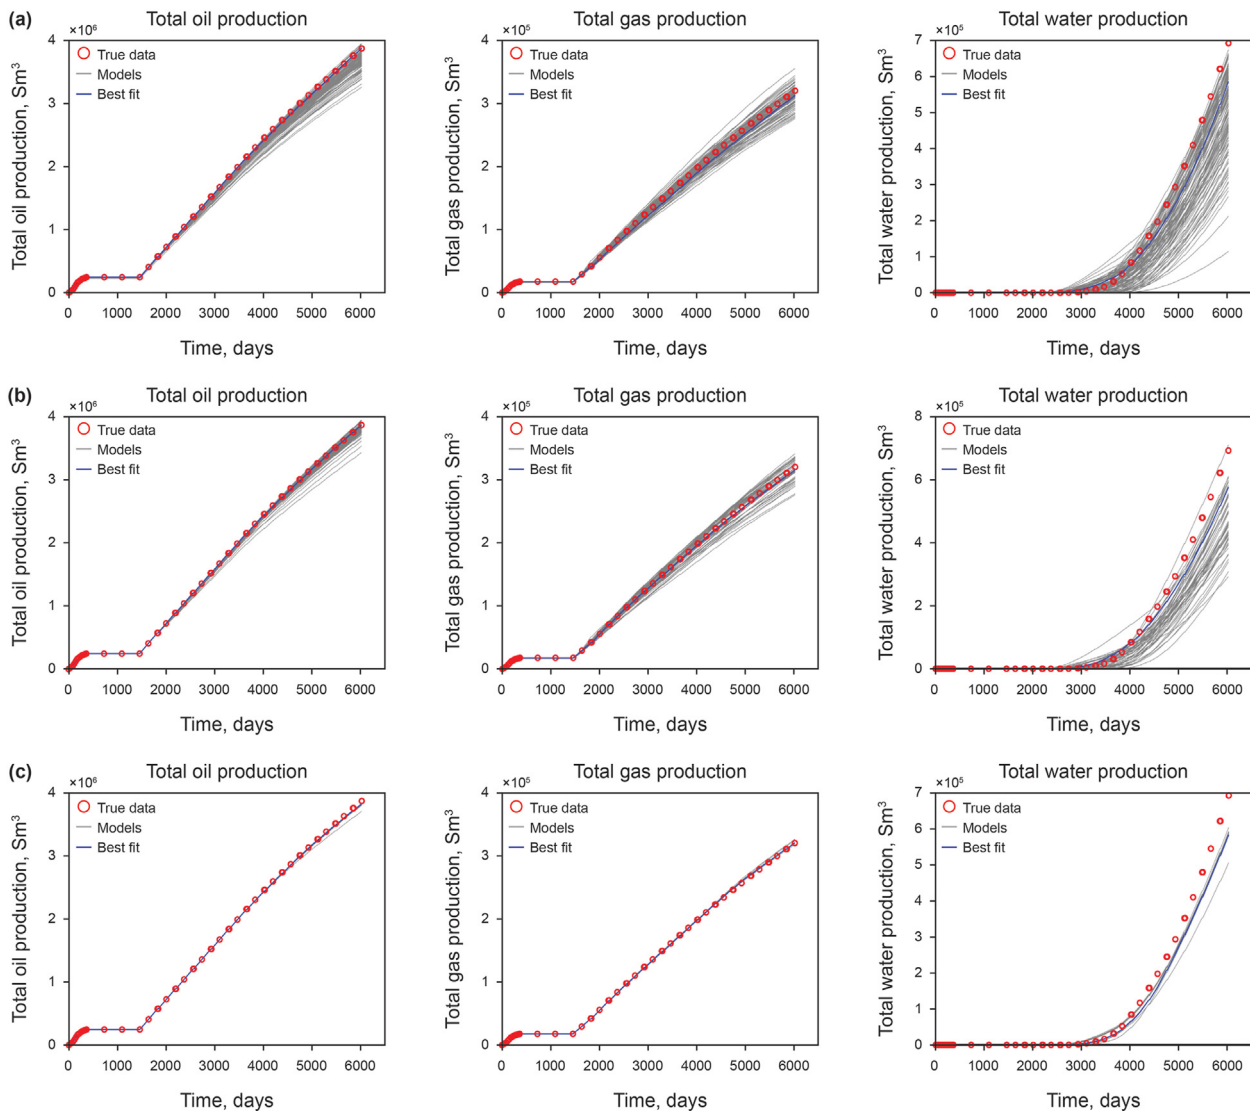 (a)
Total oil production
×10⁶
4
3
2
1
0
Total oil production, Sm³
True data
Models
Best fit
0 1000 2000 3000 4000 5000 6000
Time, days
Total gas production
×10⁵
4
3
2
1
0
Total gas production, Sm³
True data
Models
Best fit
0 1000 2000 3000 4000 5000 6000
Time, days
Total water production
×10⁵
7
6
5
4
3
2
1
0
Total water production, Sm³
True data
Models
Best fit
0 1000 2000 3000 4000 5000 6000
Time, days
(b)
Total oil production
×10⁶
4
3
2
1
0
Total oil production, Sm³
True data
Models
Best fit
0 1000 2000 3000 4000 5000 6000
Time, days
Total gas production
×10⁵
4
3
2
1
0
Total gas production, Sm³
True data
Models
Best fit
0 1000 2000 3000 4000 5000 6000
Time, days
Total water production
×10⁵
8
6
4
2
0
Total water production, Sm³
True data
Models
Best fit
0 1000 2000 3000 4000 5000 6000
Time, days
(c)
Total oil production
×10⁶
4
3
2
1
0
Total oil production, Sm³
True data
Models
Best fit
0 1000 2000 3000 4000 5000 6000
Time, days
Total gas production
×10⁵
4
3
2
1
0
Total gas production, Sm³
True data
Models
Best fit
0 1000 2000 3000 4000 5000 6000
Time, days
Total water production
×10⁵
7
6
5
4
3
2
1
0
Total water production, Sm³
True data
Models
Best fit
0 1000 2000 3000 4000 5000 6000
Time, days